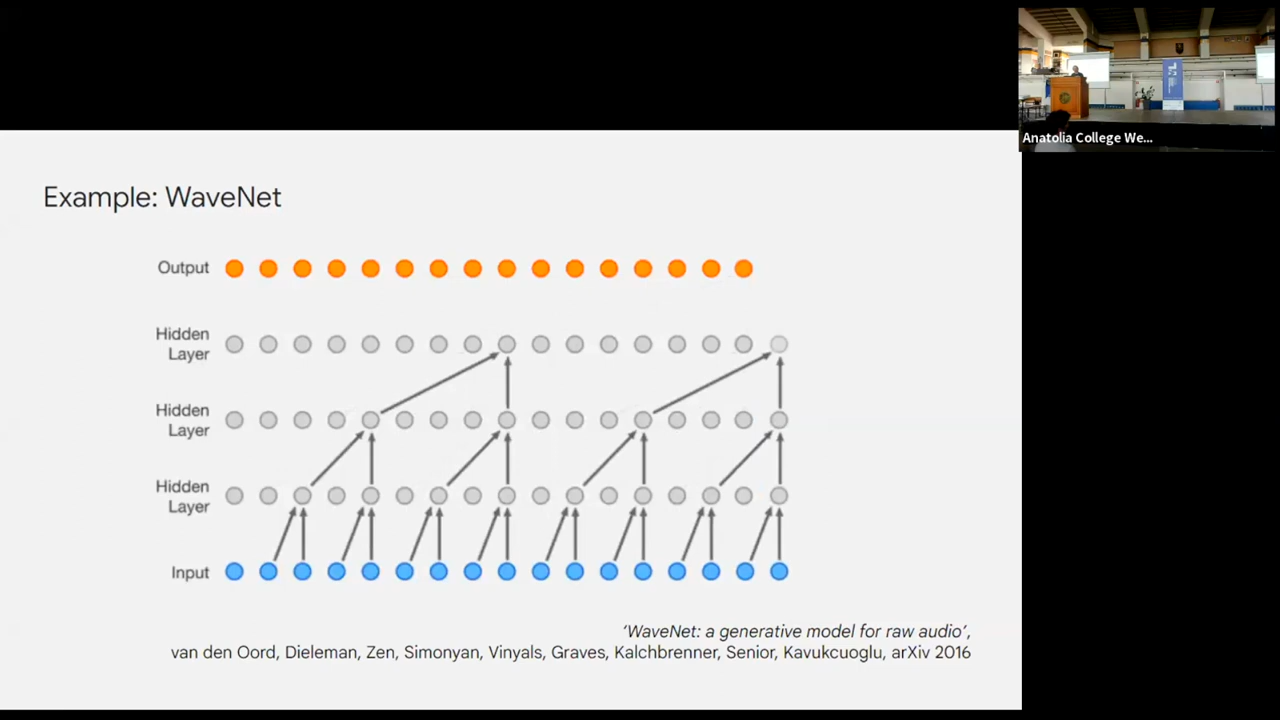 Anatolia College We...
Example: WaveNet
Output
Hidden
Layer
Hidden
Layer
Hidden
Layer
Input
‘WaveNet: a generative model for raw audio’,
van den Oord, Dieleman, Zen, Simonyan, Vinyals, Graves, Kalchbrenner, Senior, Kavukcuoglu, arXiv 2016